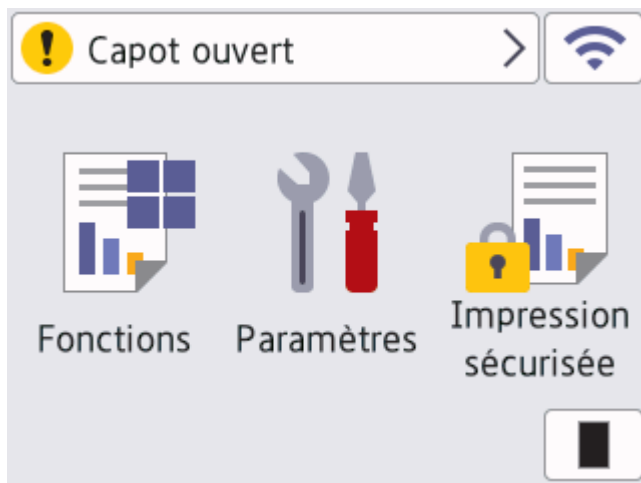 Capot ouvert
Fonctions
Paramètres
Impression
sécurisée